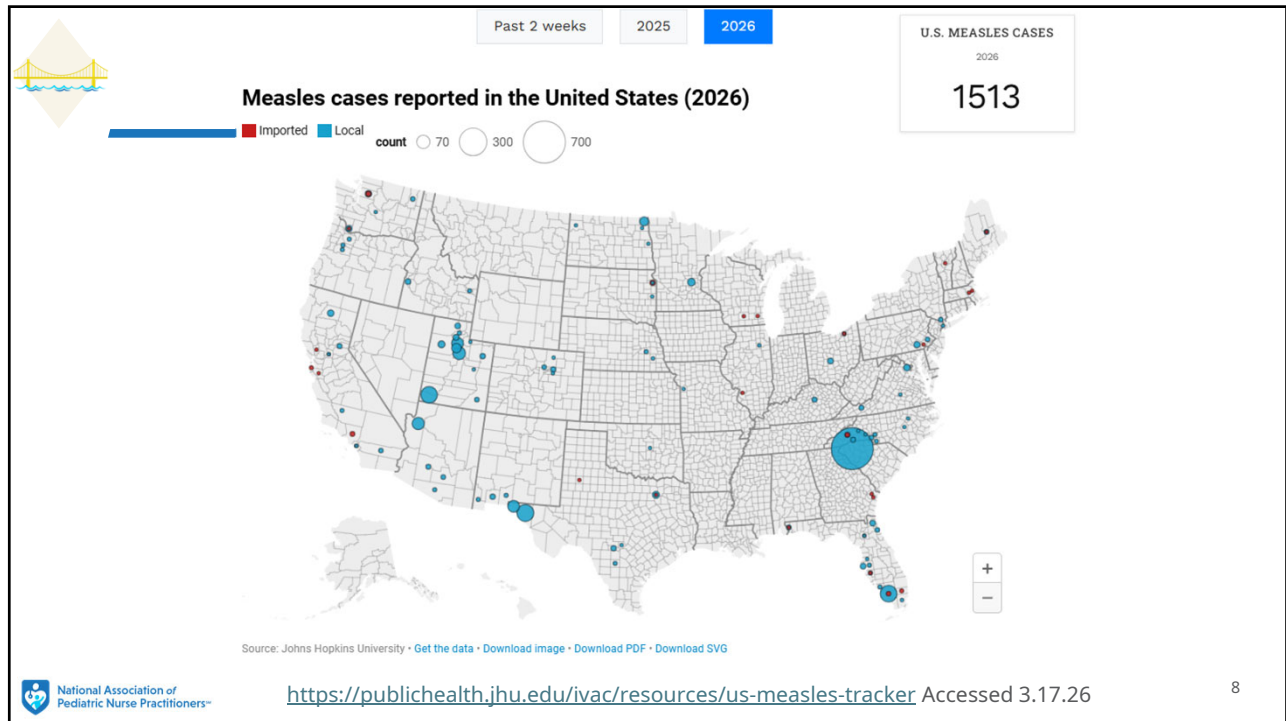 Past 2 weeks 2025 2026
U.S. MEASLES CASES
2026
1513
Measles cases reported in the United States (2026)
Imported Local
count 70 300 700
+
−
Source: Johns Hopkins University • Get the data • Download image • Download PDF • Download SVG
National Association of
Pediatric Nurse Practitioners℠
https://publichealth.jhu.edu/ivac/resources/us-measles-tracker Accessed 3.17.26
8